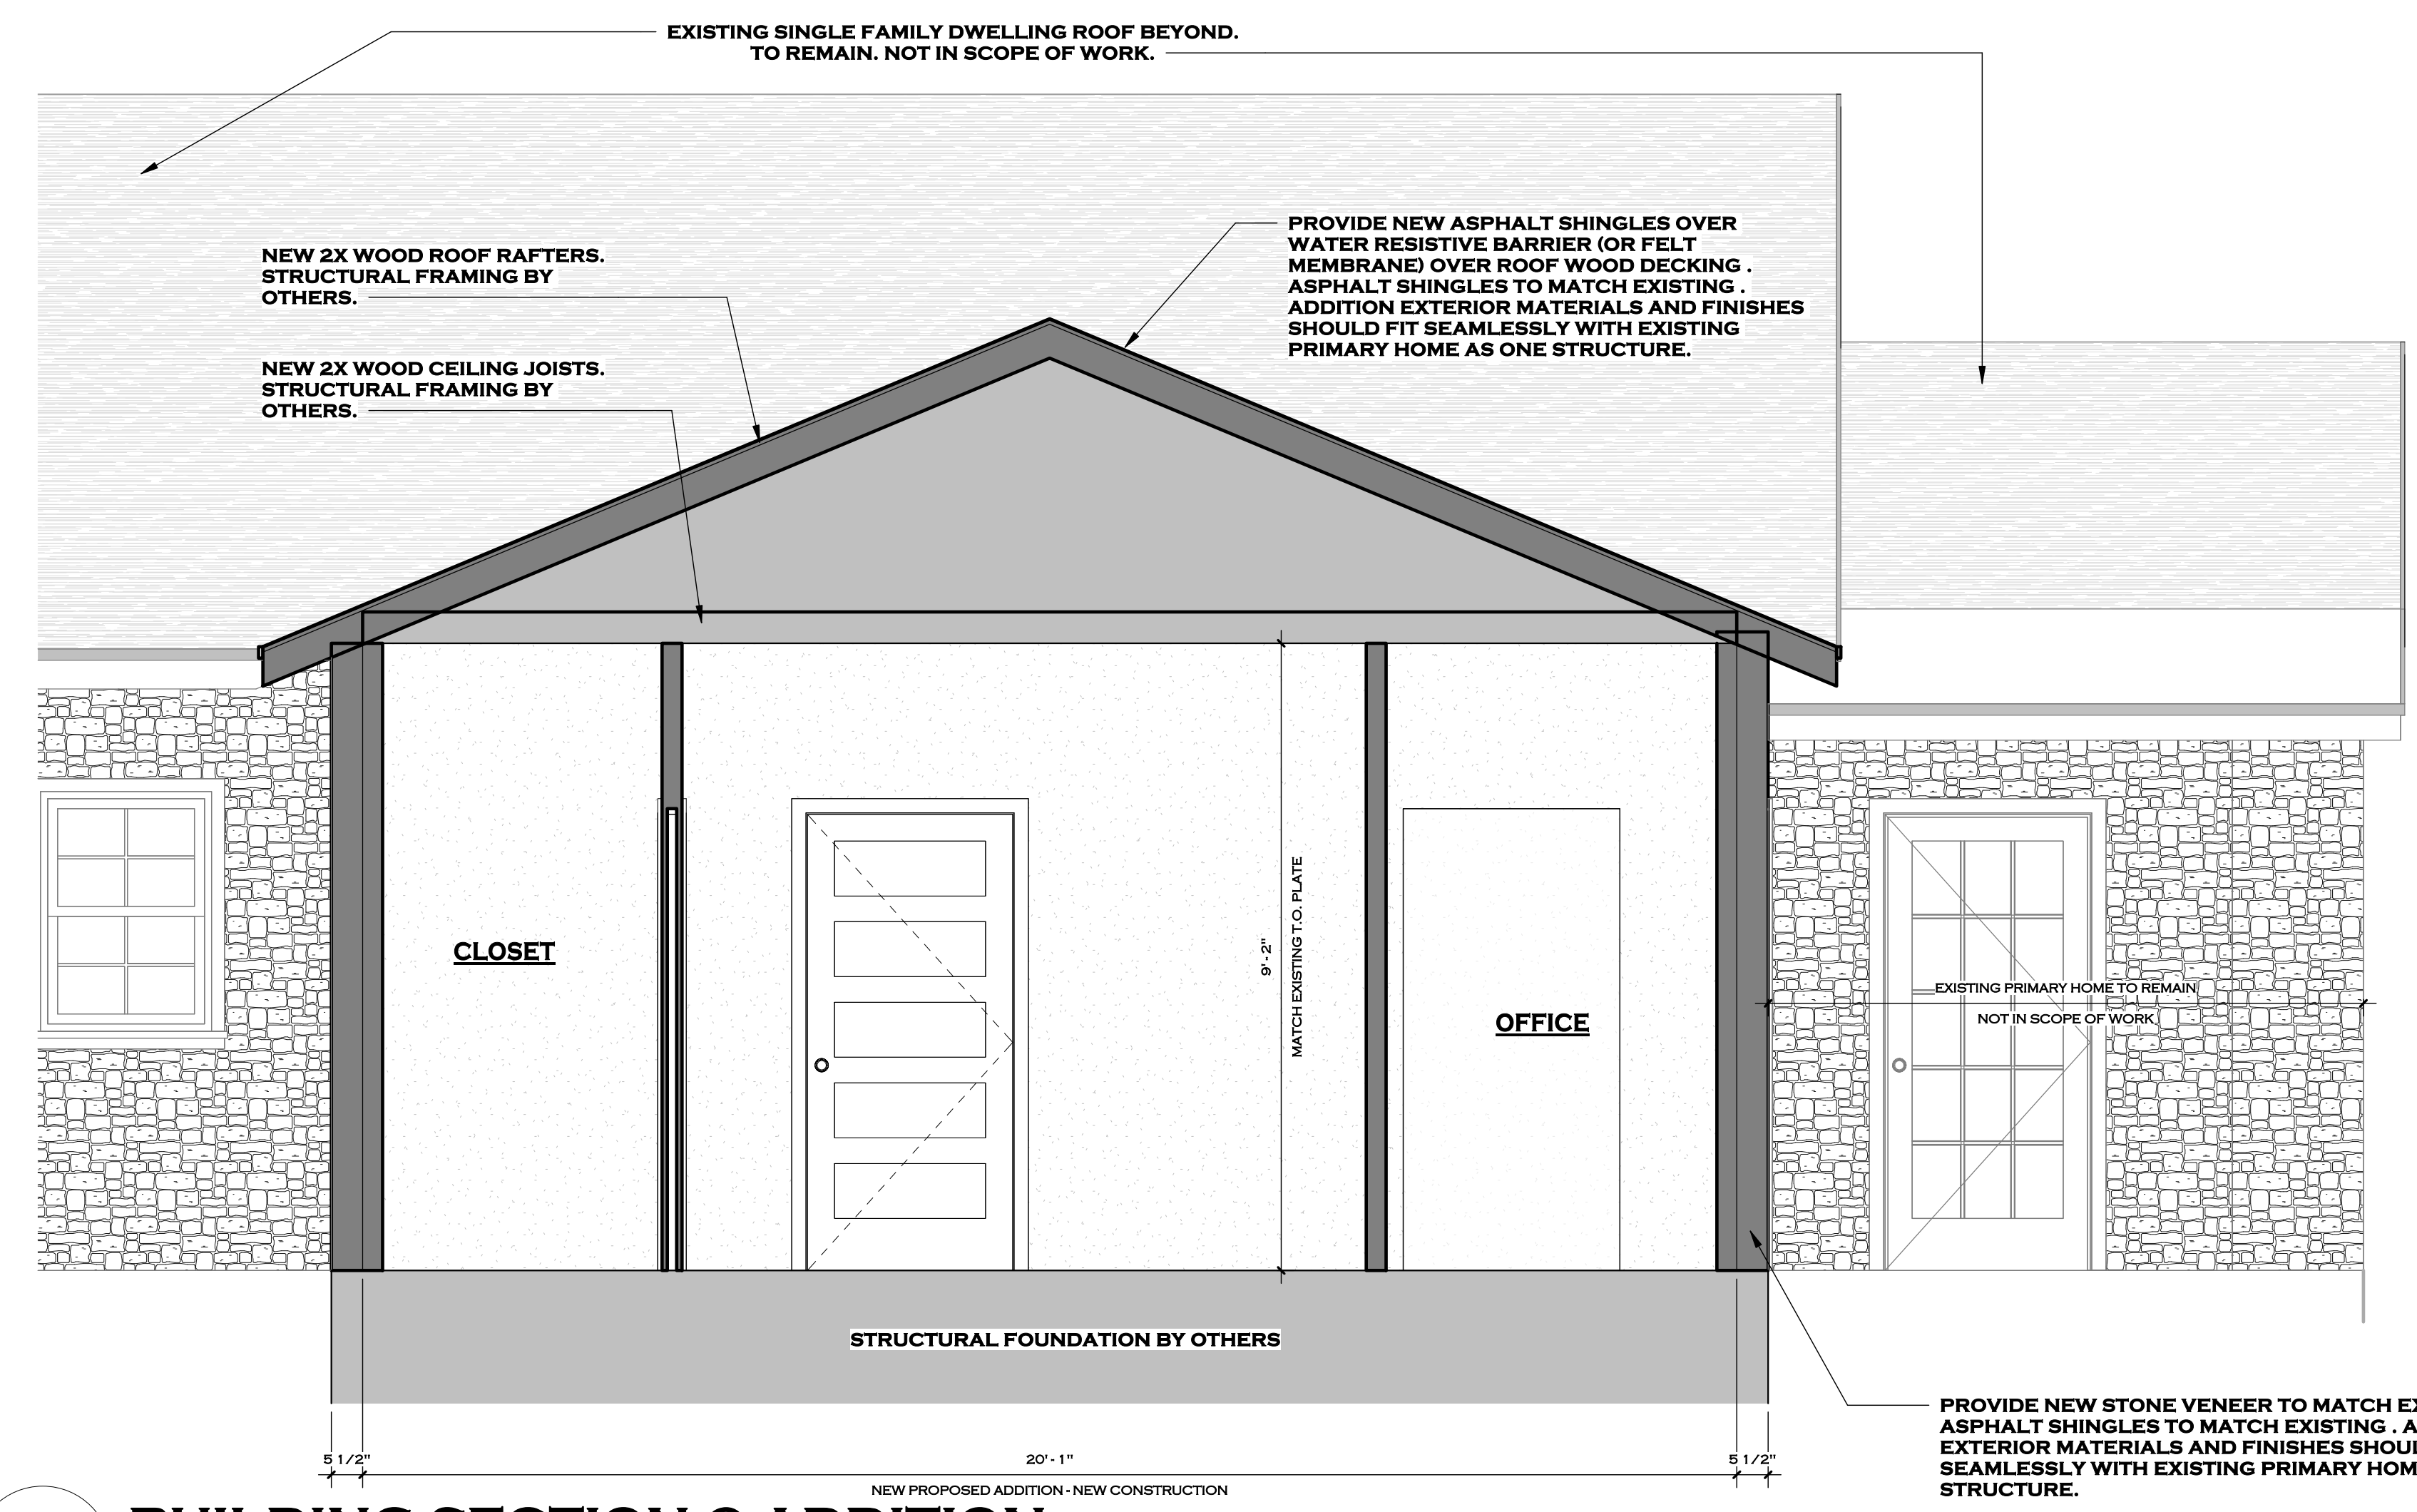 EXISTING SINGLE FAMILY DWELLING ROOF BEYOND.
TO REMAIN. NOT IN SCOPE OF WORK.
NEW 2X WOOD ROOF RAFTERS.
STRUCTURAL FRAMING BY
OTHERS.
NEW 2X WOOD CEILING JOISTS.
STRUCTURAL FRAMING BY
OTHERS.
PROVIDE NEW ASPHALT SHINGLES OVER
WATER RESISTIVE BARRIER (OR FELT
MEMBRANE) OVER ROOF WOOD DECKING .
ASPHALT SHINGLES TO MATCH EXISTING .
ADDITION EXTERIOR MATERIALS AND FINISHES
SHOULD FIT SEAMLESSLY WITH EXISTING
PRIMARY HOME AS ONE STRUCTURE.
CLOSET
9' - 2"
MATCH EXISTING T.O. PLATE
OFFICE
EXISTING PRIMARY HOME TO REMAIN
NOT IN SCOPE OF WORK
STRUCTURAL FOUNDATION BY OTHERS
PROVIDE NEW STONE VENEER TO MATCH
ASPHALT SHINGLES TO MATCH EXISTING .
EXTERIOR MATERIALS AND FINISHES
SEAMLESSLY WITH EXISTING PRIMARY
STRUCTURE.
5 1/2"
20' - 1"
5 1/2"
NEW PROPOSED ADDITION - NEW CONSTRUCTION